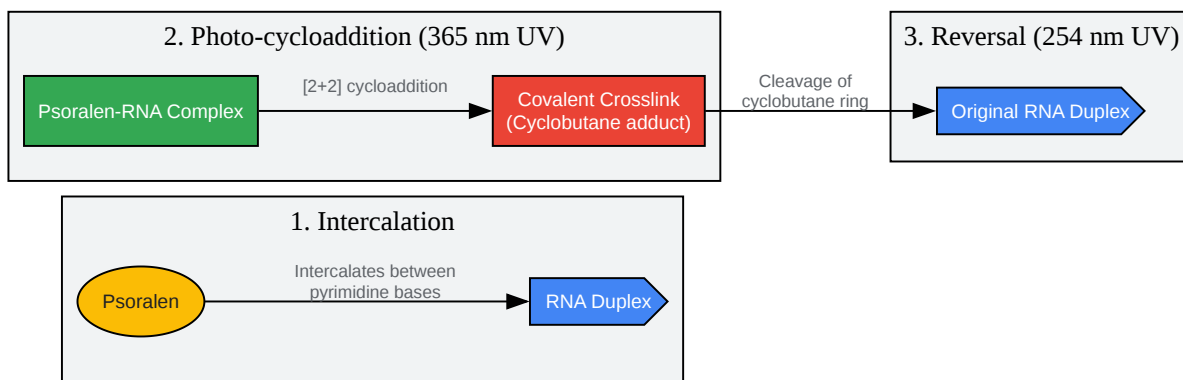 2. Photo-cycloaddition (365 nm UV)
Psoralen-RNA Complex
[2+2] cycloaddition
Covalent Crosslink
(Cyclobutane adduct)
Cleavage of
cyclobutane ring
3. Reversal (254 nm UV)
Original RNA Duplex
1. Intercalation
Psoralen
Intercalates between
pyrimidine bases
RNA Duplex